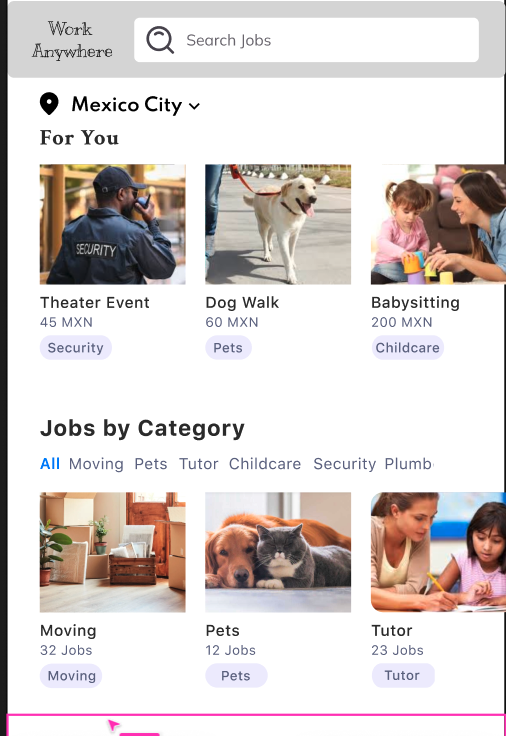 Work
Anywhere
Search Jobs
Mexico City
For You
SECURITY
Theater Event
45 MXN
Security
Dog Walk
60 MXN
Pets
Babysitting
200 MXN
Childcare
Jobs by Category
All Moving Pets Tutor Childcare Security Plumb
Moving
32 Jobs
Moving
Pets
12 Jobs
Pets
Tutor
23 Jobs
Tutor